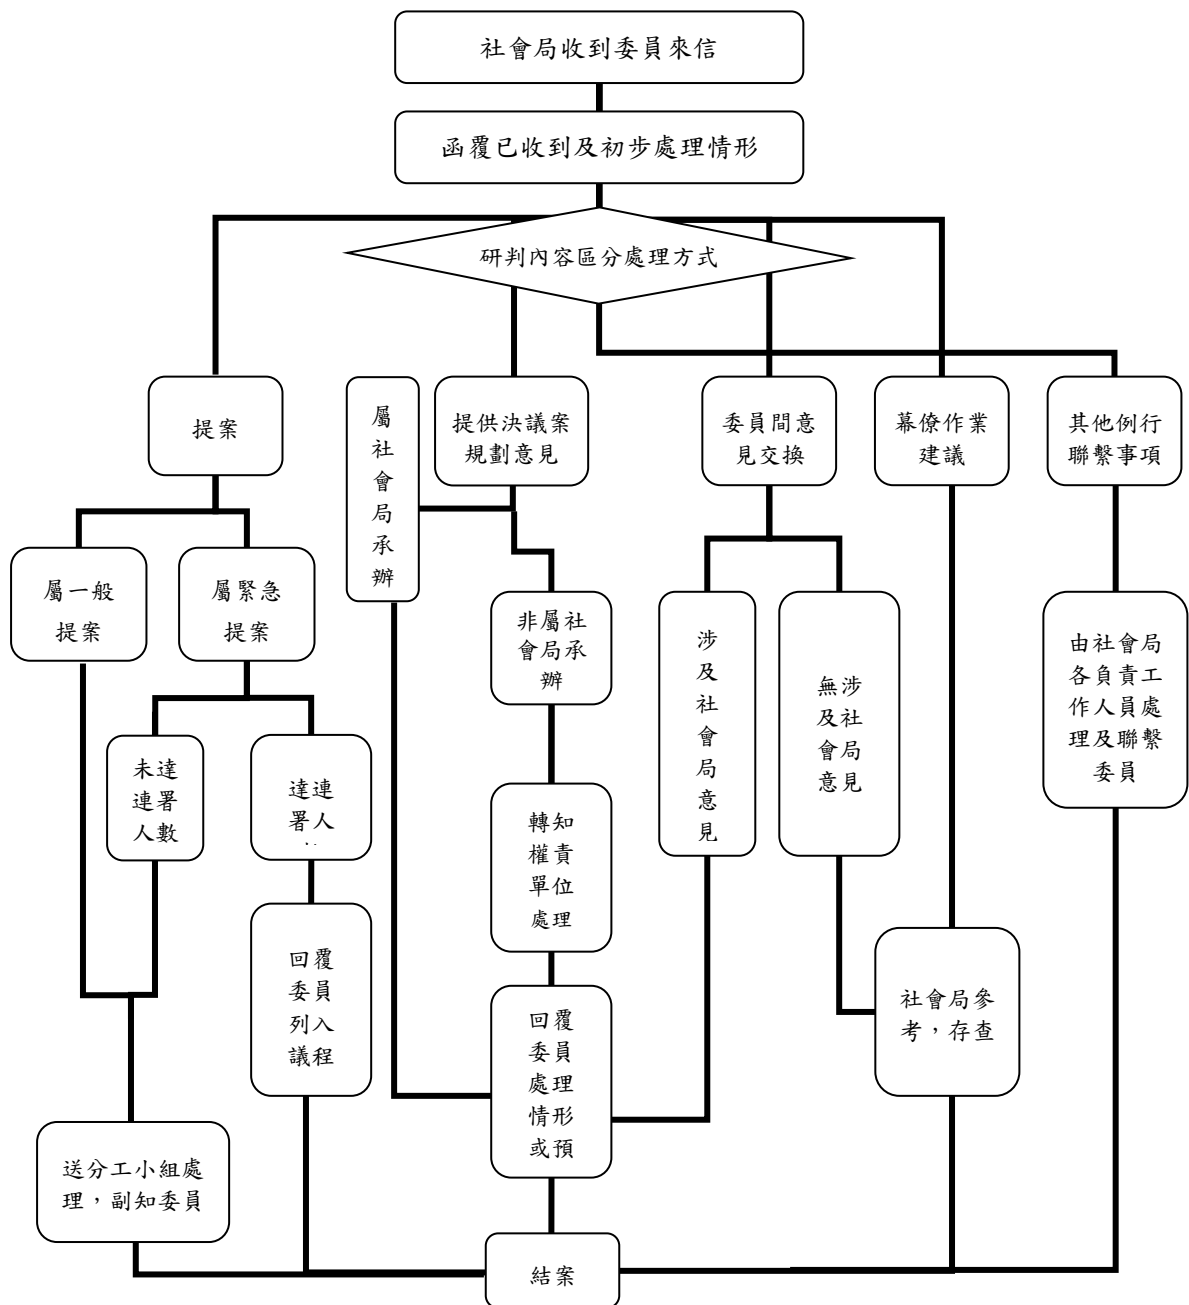 社會局收到委員來信
函覆已收到及初步處理情形
研判內容區分處理方式
提案
屬
社
會
局
承
辦
提供決議案
規劃意見
委員間意
見交換
幕僚作業
建議
其他例行
聯繫事項
屬一般
提案
屬緊急
提案
非屬社
會局承
辦
涉
及
社
會
局
意
見
無涉
及社
會局
意見
由社會局
各負責工
作人員處
理及聯繫
委員
未達
連署
人數
達連
署人
轉知
權責
單位
處理
回覆
委員
列入
議程
社會局參
考，存查
回覆
委員
處理
情形
或預
送分工小組處
理，副知委員
結案